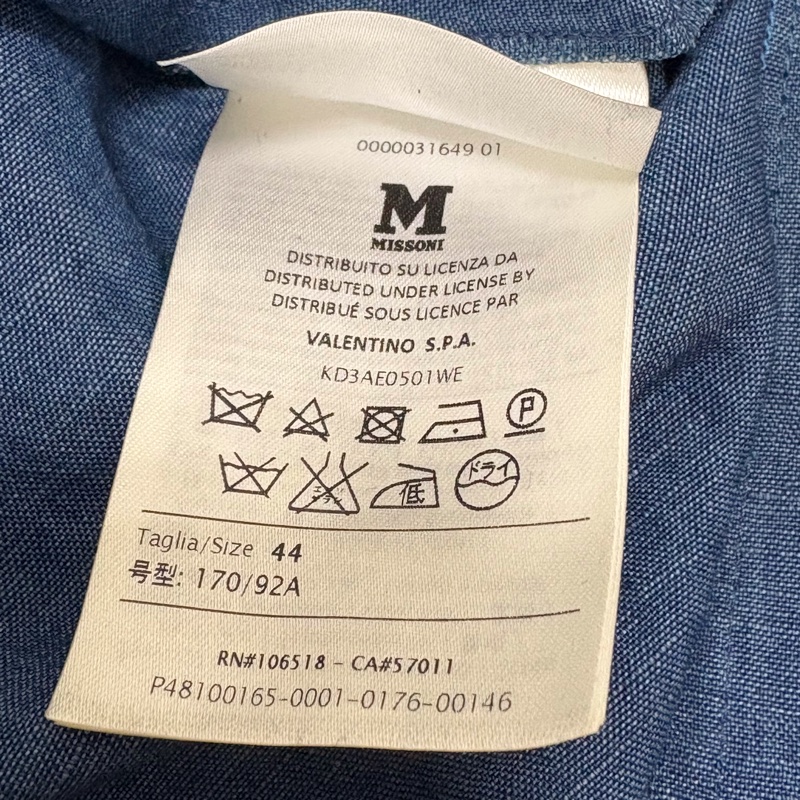 0000031649 01
M
MISSONI
DISTRIBUITO SU LICENZA DA
DISTRIBUTED UNDER LICENSE BY
DISTRIBUÉ SOUS LICENCE PAR
VALENTINO S.P.A.
KD3AE0501WE
P
低 ドライ
Taglia/Size 44
号型: 170/92A
RN#106518 - CA#57011
P48100165-0001-0176-00146